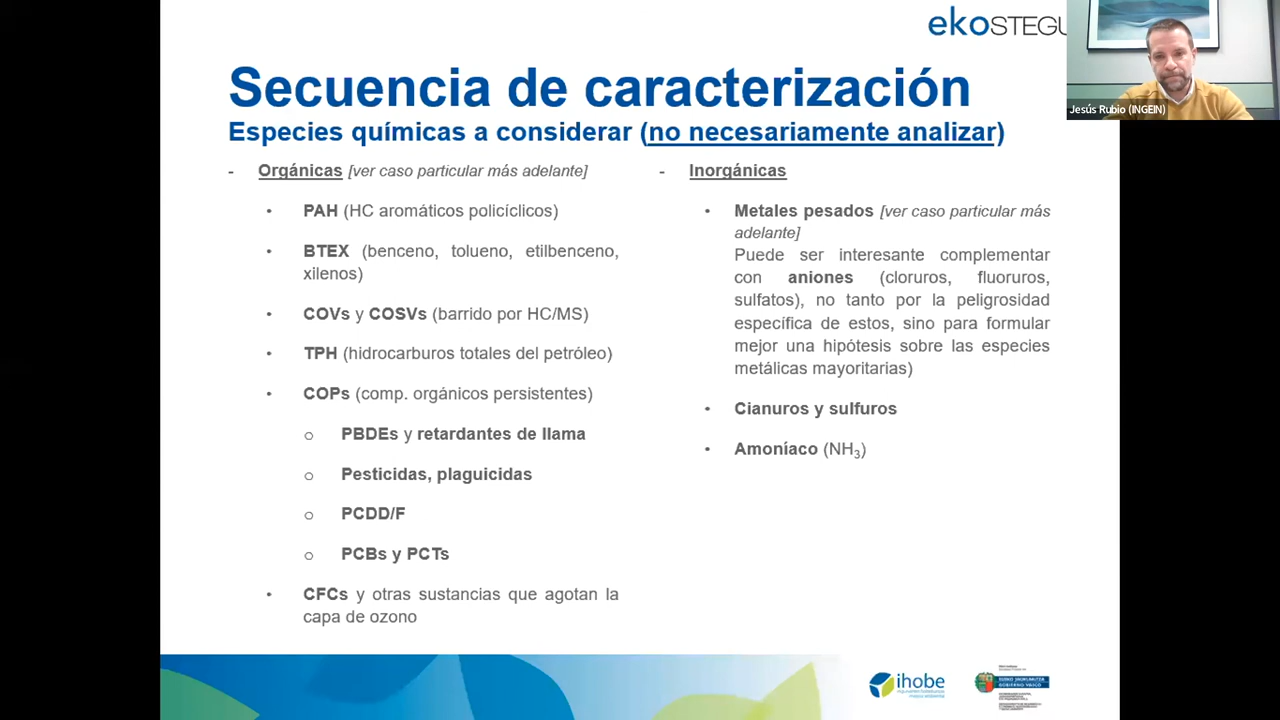 ekoSTEGU
Jesús Rubio (INGEIN)
Secuencia de caracterización
Especies químicas a considerar (no necesariamente analizar)
- Orgánicas [ver caso particular más adelante]
• PAH (HC aromáticos policíclicos)
• BTEX (benceno, tolueno, etilbenceno,
xilenos)
• COVs y COSVs (barrido por HC/MS)
• TPH (hidrocarburos totales del petróleo)
• COPs (comp. orgánicos persistentes)
o PBDEs y retardantes de llama
o Pesticidas, plaguicidas
o PCDD/F
o PCBs y PCTs
• CFCs y otras sustancias que agotan la
capa de ozono
- Inorgánicas
• Metales pesados [ver caso particular más
adelante]
Puede ser interesante complementar
con aniones (cloruros, fluoruros,
sulfatos), no tanto por la peligrosidad
específica de estos, sino para formular
mejor una hipótesis sobre las especies
metálicas mayoritarias)
• Cianuros y sulfuros
• Amoníaco (NH₃)
ihobe
EUSKO JAURLARITZA
GOBIERNO VASCO